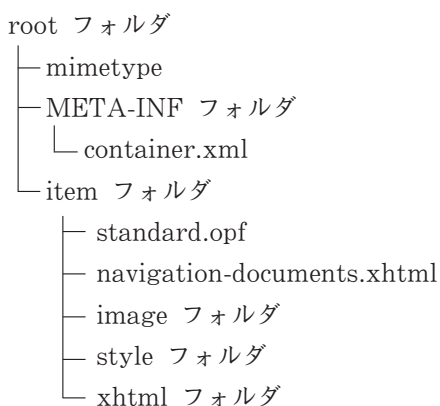 root フォルダ
mimetype
META-INF フォルダ
container.xml
item フォルダ
standard.opf
navigation-documents.xhtml
image フォルダ
style フォルダ
xhtml フォルダ